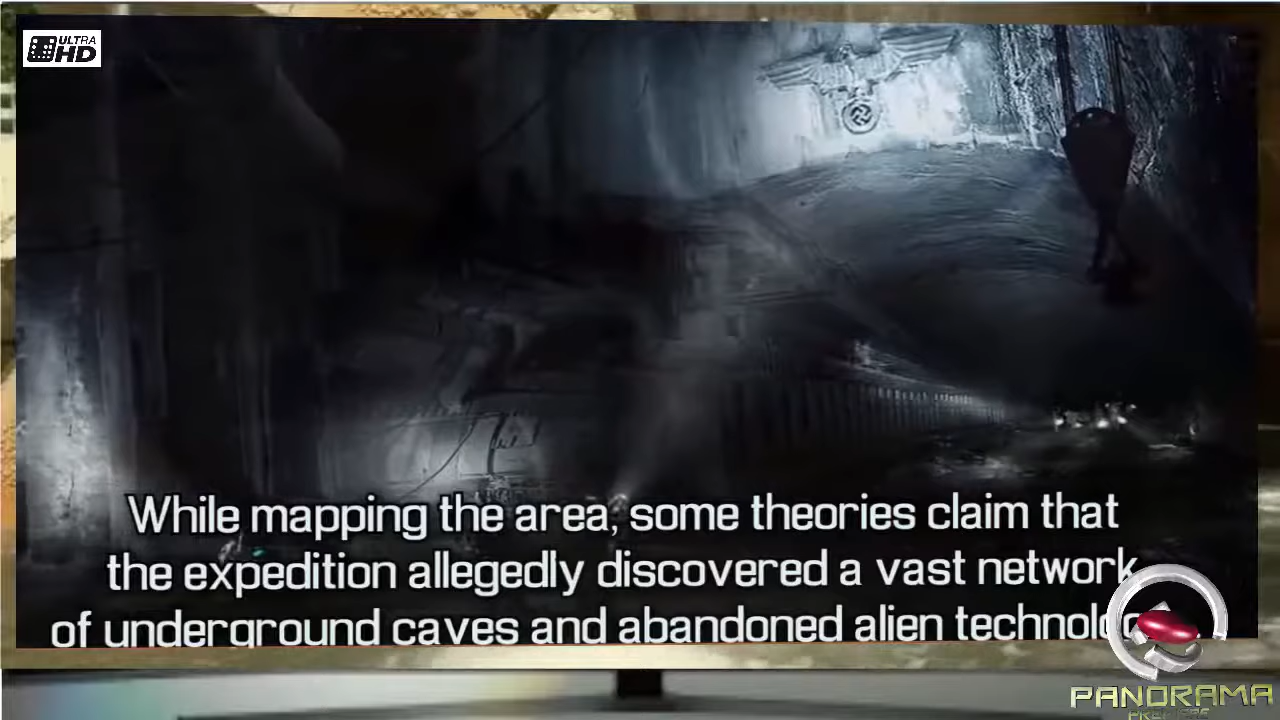 ULTRA
HD
While mapping the area, some theories claim that
the expedition allegedly discovered a vast network
of underground caves and abandoned alien technolo
PANORAMA